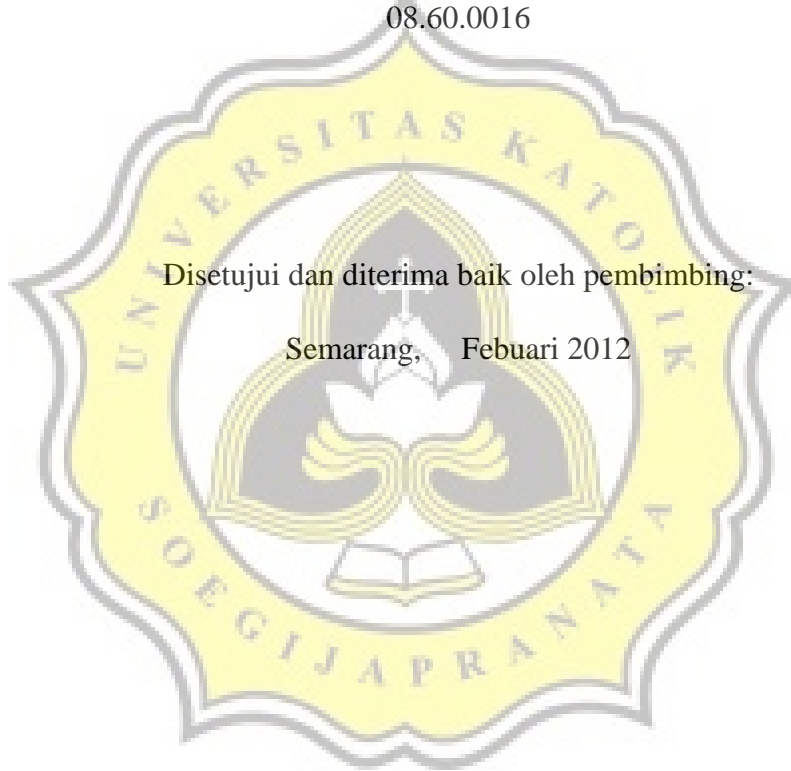 08.60.0016
UNIVERSITAS KATOLIK
Disetujui dan diterima baik oleh pembimbing:
Semarang, Febuari 2012
SOEGIJAPRANATA